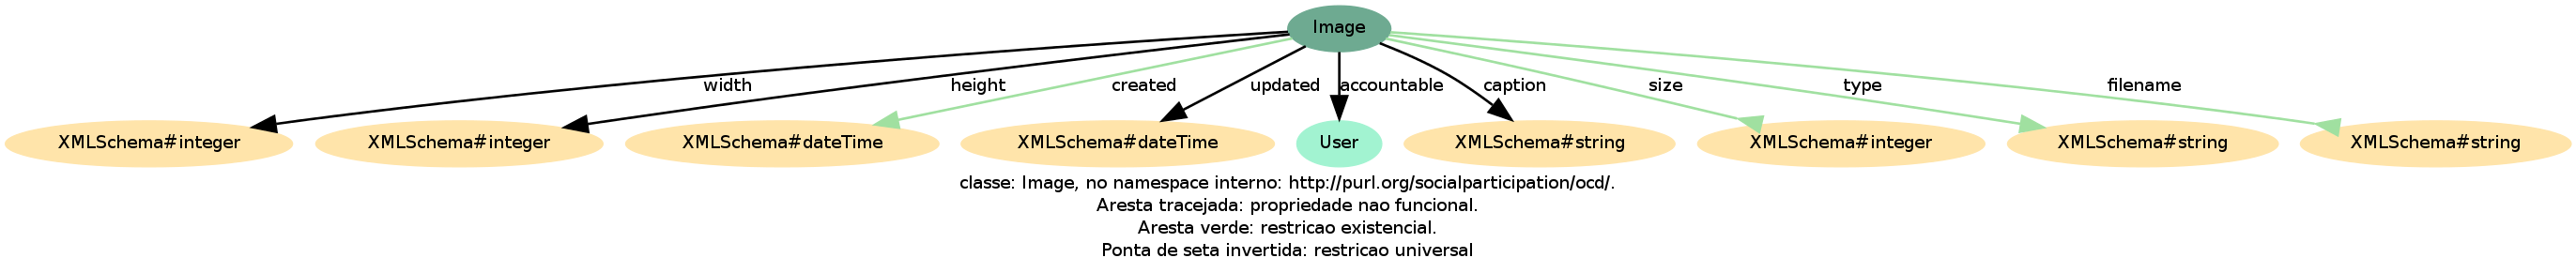 Image
width
height
created
updated
accountable
caption
size
type
filename
XMLSchema#integer
XMLSchema#integer
XMLSchema#dateTime
XMLSchema#dateTime
User
XMLSchema#string
XMLSchema#integer
XMLSchema#string
XMLSchema#string
classe: Image, no namespace interno: http://purl.org/socialparticipation/ocd/.
Aresta tracejada: propriedade nao funcional.
Aresta verde: restricao existencial.
Ponta de seta invertida: restricao universal